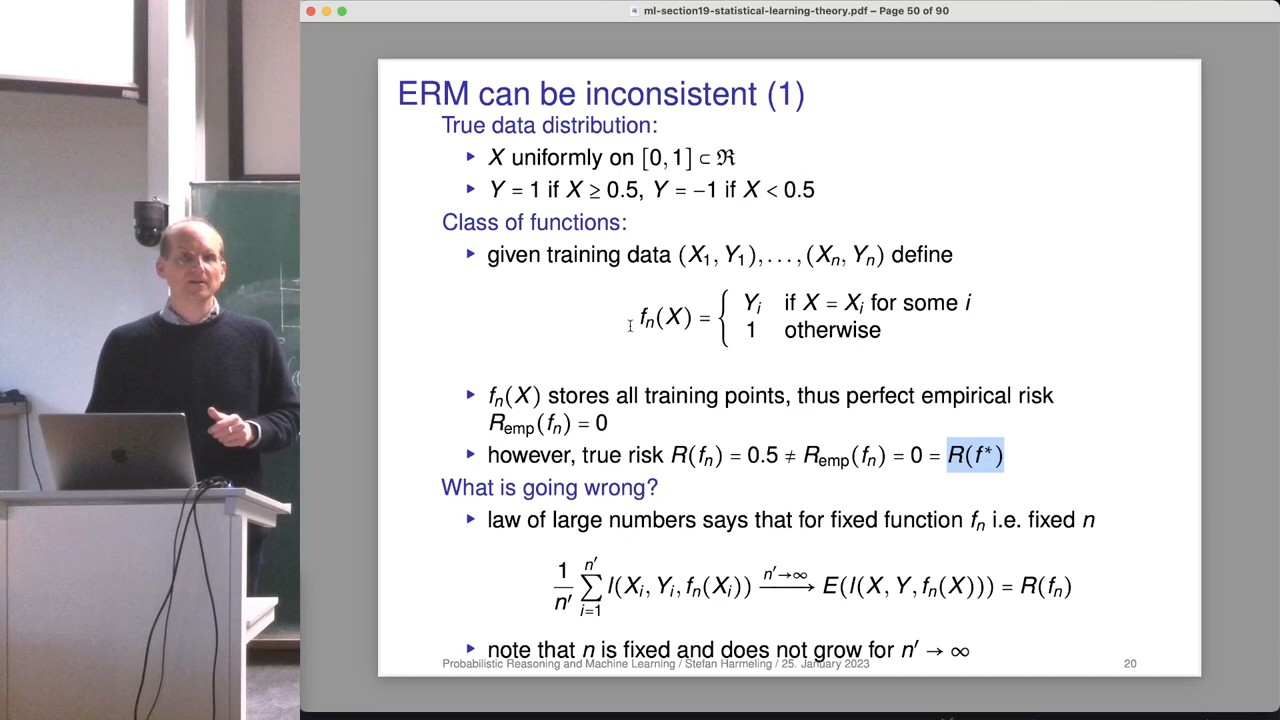 ml-section19-statistical-learning-theory.pdf – Page 50 of 90
ERM can be inconsistent (1)
True data distribution:
▸ X uniformly on [0, 1] ⊂ ℜ
▸ Y = 1 if X ≥ 0.5, Y = −1 if X < 0.5
Class of functions:
▸ given training data (X₁, Y₁), . . . , (Xₙ, Yₙ) define
fₙ(X) = { Yᵢ if X = Xᵢ for some i
1 otherwise
▸ fₙ(X) stores all training points, thus perfect empirical risk
R_emp(fₙ) = 0
▸ however, true risk R(fₙ) = 0.5 ≠ R_emp(fₙ) = 0 = R(f*)
What is going wrong?
▸ law of large numbers says that for fixed function fₙ i.e. fixed n
1/n′ ∑_{i=1}^{n′} l(Xᵢ, Yᵢ, fₙ(Xᵢ)) —n′→∞→ E(l(X, Y, fₙ(X))) = R(fₙ)
▸ note that n is fixed and does not grow for n′ → ∞
Probabilistic Reasoning and Machine Learning / Stefan Harmeling / 25. January 2023 20